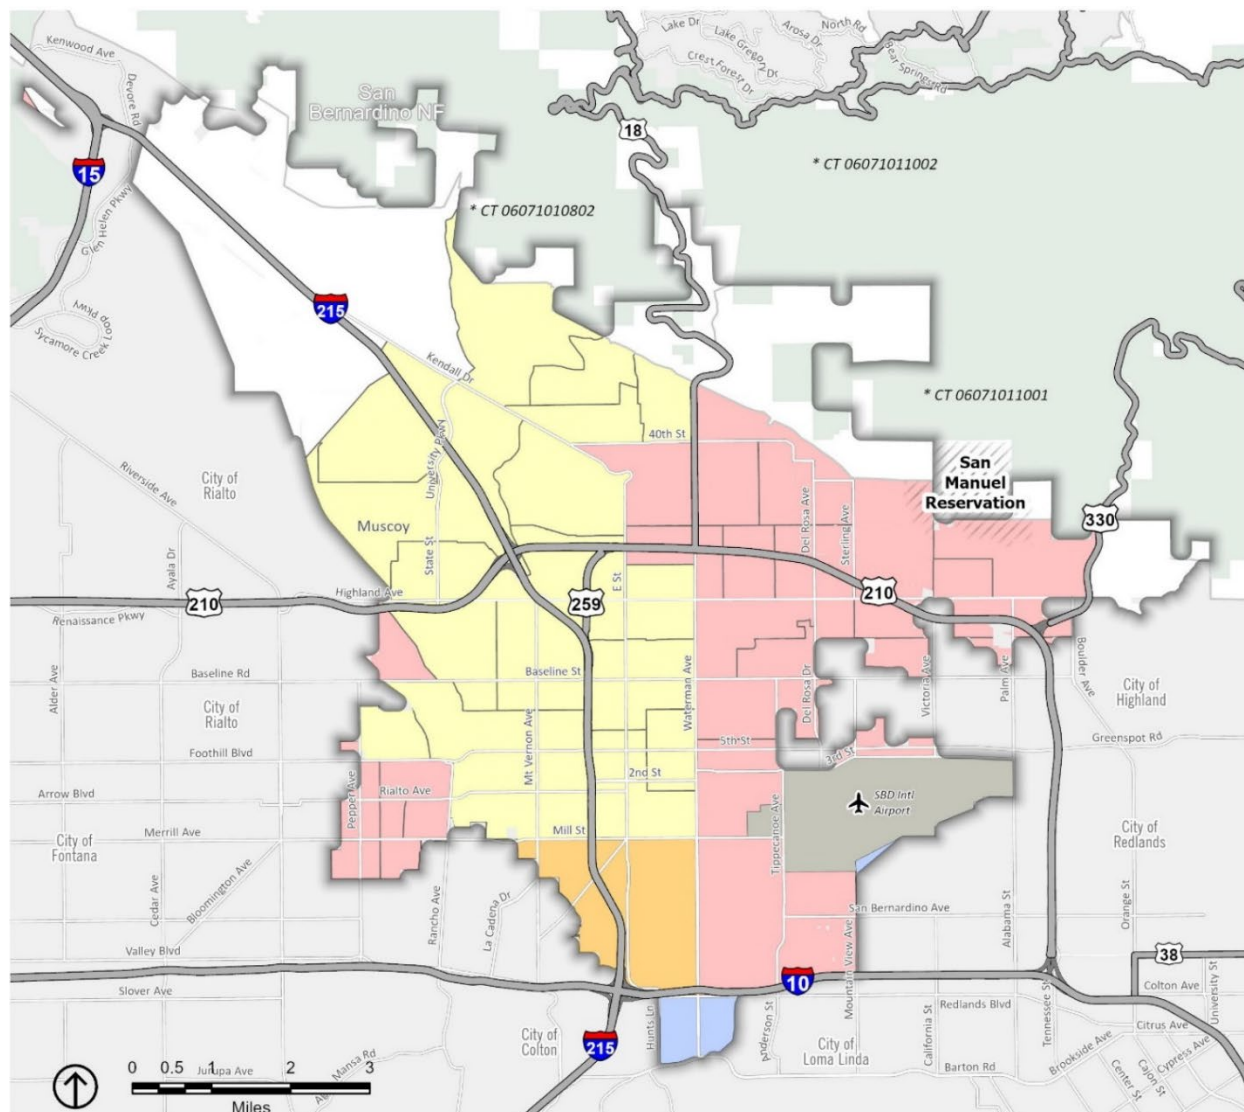 Kenwood Ave
Devore Rd
Lake Dr
Lake Gregory Dr
Arosa Dr
North Rd
Crest Forest Dr
Bear Springs Rd
San
Bernardino NF
18
* CT 06071011002
15
* CT 06071010802
Glen Helen Pkwy
215
Sycamore Creek Loop Pkwy
Kendall Dr
* CT 06071011001
University Pkwy
40th St
San
Manuel
Reservation
City of
Rialto
Riverside Ave
Del Rosa Ave
Sterling Ave
330
Muscoy
State St
Ayala Dr
Highland Ave
210
259
E St
210
Renaissance Pkwy
Baseline Rd
Baseline St
Waterman Ave
Del Rosa Dr
Victoria Ave
Palm Ave
Boulder Ave
City of
Highland
Alder Ave
City of
Rialto
Mt Vernon Ave
Foothill Blvd
5th St
3rd St
Greenspot Rd
2nd St
Arrow Blvd
Pepper Ave
Rialto Ave
SBD Intl
Airport
Tippecanoe Ave
City of
Fontana
Merrill Ave
Mill St
City of
Redlands
Cedar Ave
Bloomington Ave
Rancho Ave
La Cadena Dr
San Bernardino Ave
Mountain View Ave
Alabama St
Orange St
Valley Blvd
38
Slover Ave
10
Colton Ave
University St
Redlands Blvd
Tennessee St
Citrus Ave
City of
Colton
215
Hunts Ln
Anderson St
City of
Loma Linda
California St
Barton Rd
Brookside Ave
Cypress Ave
Cajon St
Center St
Jurupa Ave
Mansa Rd
0 0.5 1 2 3
Miles